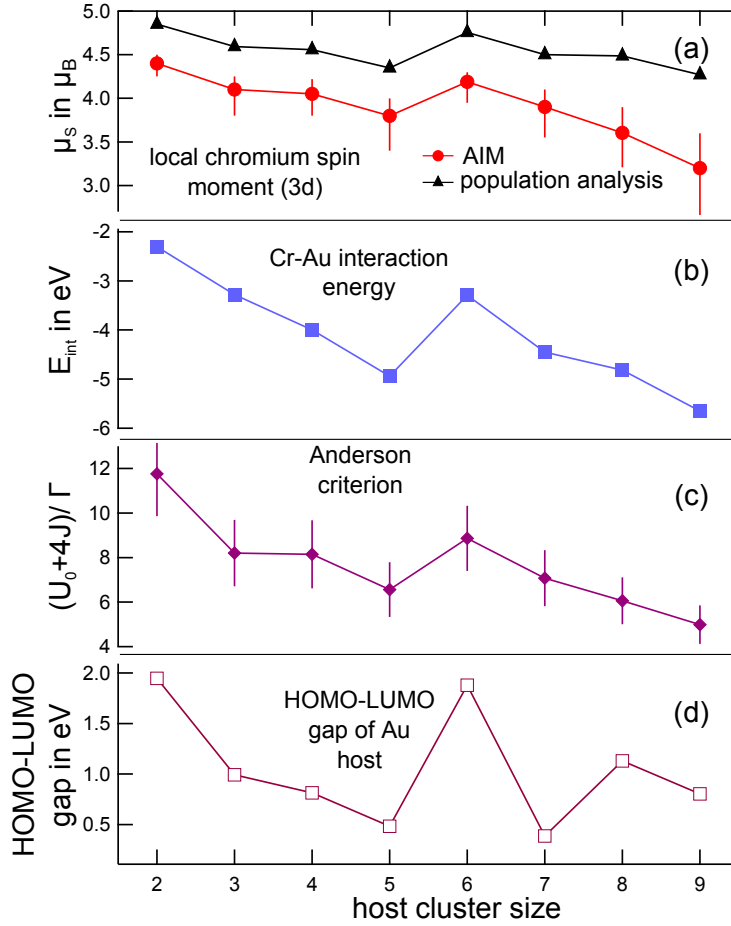 5.0
4.5
4.0
3.5
3.0
μS in μB
(a)
local chromium spin
moment (3d)
AIM
population analysis
-2
-3
-4
-5
-6
Eint in eV
Cr-Au interaction
energy
(b)
12
10
8
6
4
(U0+4J)/ Γ
Anderson
criterion
(c)
2.0
1.5
1.0
0.5
HOMO-LUMO
gap in eV
HOMO-LUMO
gap of Au
host
(d)
2 3 4 5 6 7 8 9
host cluster size